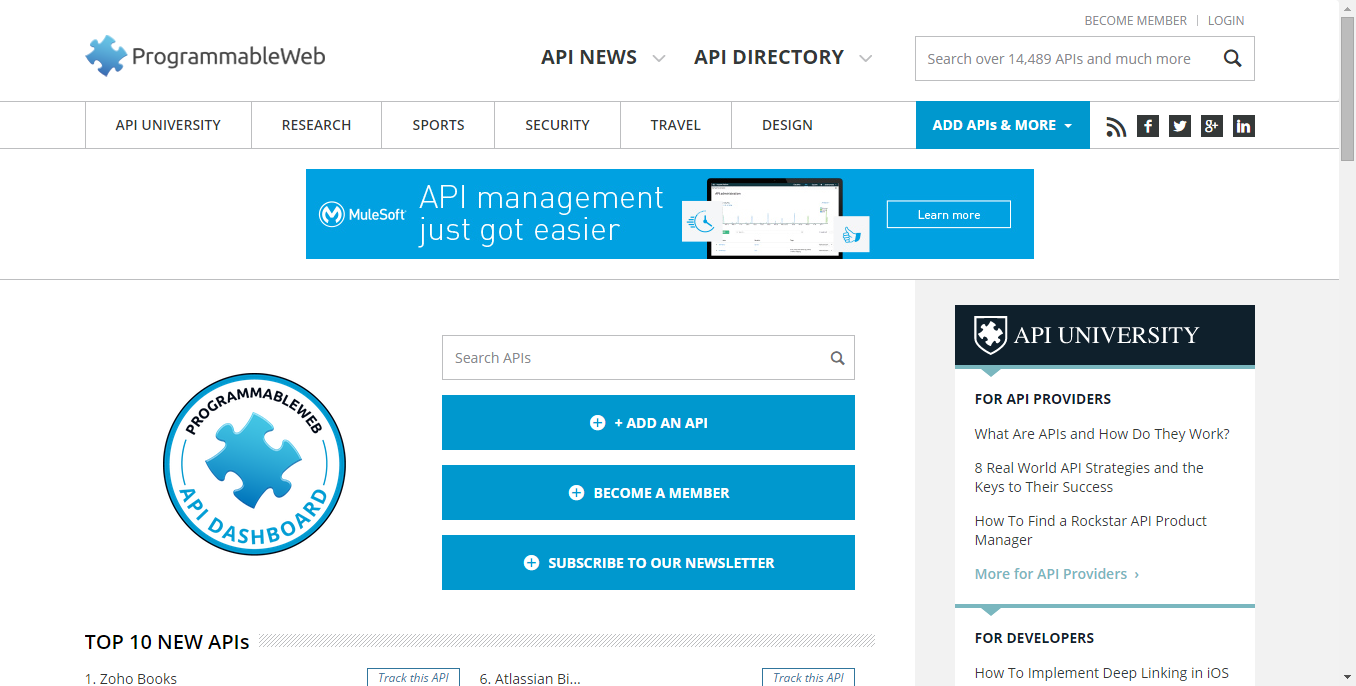 BECOME MEMBER | LOGIN
ProgrammableWeb
API NEWS
API DIRECTORY
Search over 14,489 APIs and much more
API UNIVERSITY
RESEARCH
SPORTS
SECURITY
TRAVEL
DESIGN
ADD APIs & MORE
MuleSoft
API management
just got easier
Learn more
PROGRAMMABLEWEB
API DASHBOARD
Search APIs
+ ADD AN API
BECOME A MEMBER
SUBSCRIBE TO OUR NEWSLETTER
TOP 10 NEW APIs
1. Zoho Books
Track this API
6. Atlassian Bi...
Track this API
API UNIVERSITY
FOR API PROVIDERS
What Are APIs and How Do They Work?
8 Real World API Strategies and the
Keys to Their Success
How To Find a Rockstar API Product
Manager
More for API Providers ›
FOR DEVELOPERS
How To Implement Deep Linking in iOS